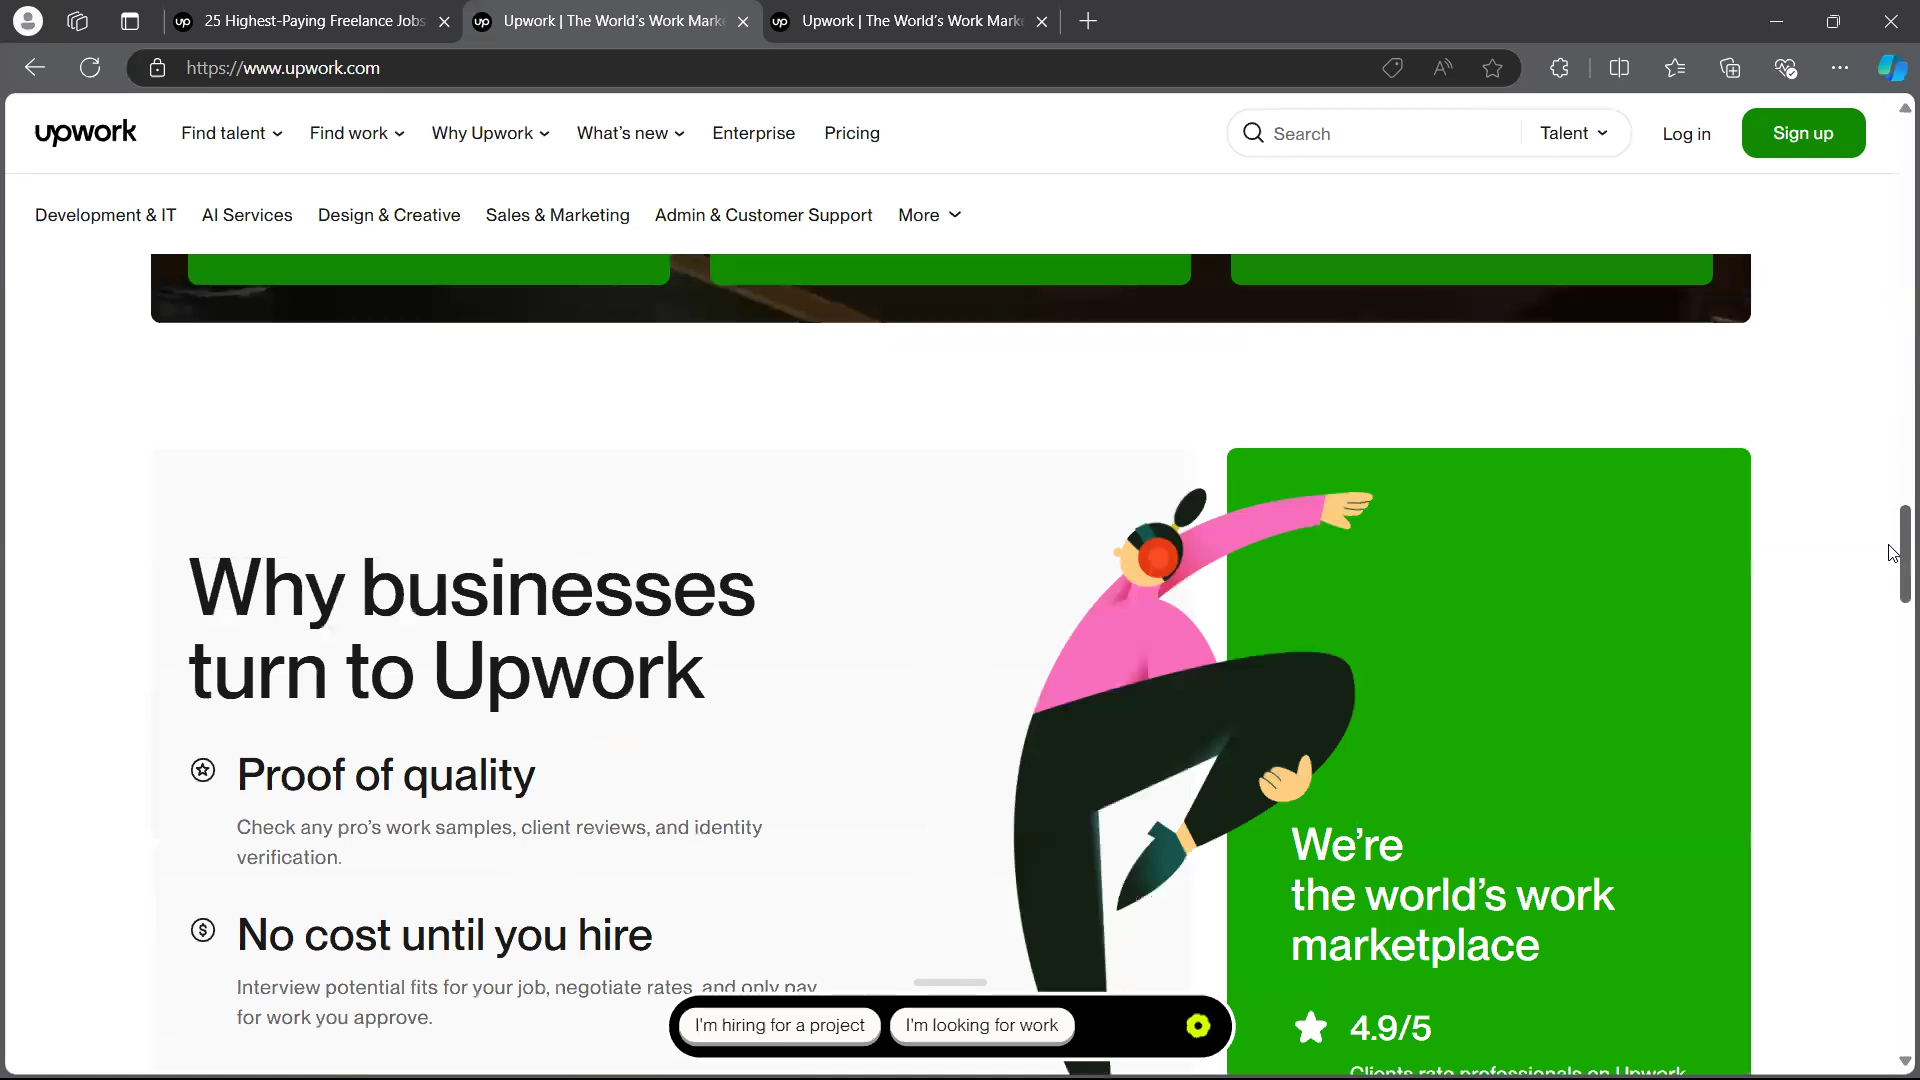 25 Highest-Paying Freelance Jobs
Upwork | The World's Work Mark
Upwork | The World's Work Mark
https://www.upwork.com
upwork
Find talent
Find work
Why Upwork
What's new
Enterprise
Pricing
Search
Talent
Log in
Sign up
Development & IT
AI Services
Design & Creative
Sales & Marketing
Admin & Customer Support
More
Why businesses
turn to Upwork
Proof of quality
Check any pro's work samples, client reviews, and identity
verification.
No cost until you hire
Interview potential fits for your job, negotiate rates, and only pay
for work you approve.
We're
the world's work
marketplace
4.9/5
Clients rate professionals on Upwork
I'm hiring for a project
I'm looking for work